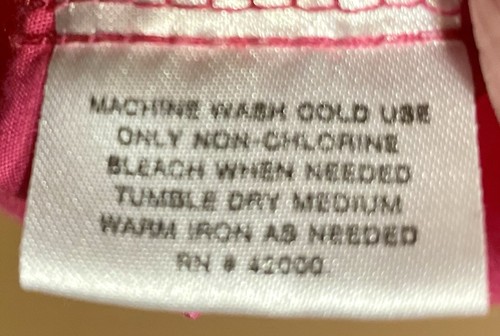 MACHINE WASH COLD USE
ONLY NON-CHLORINE
BLEACH WHEN NEEDED
TUMBLE DRY MEDIUM
WARM IRON AS NEEDED
RN # 42000